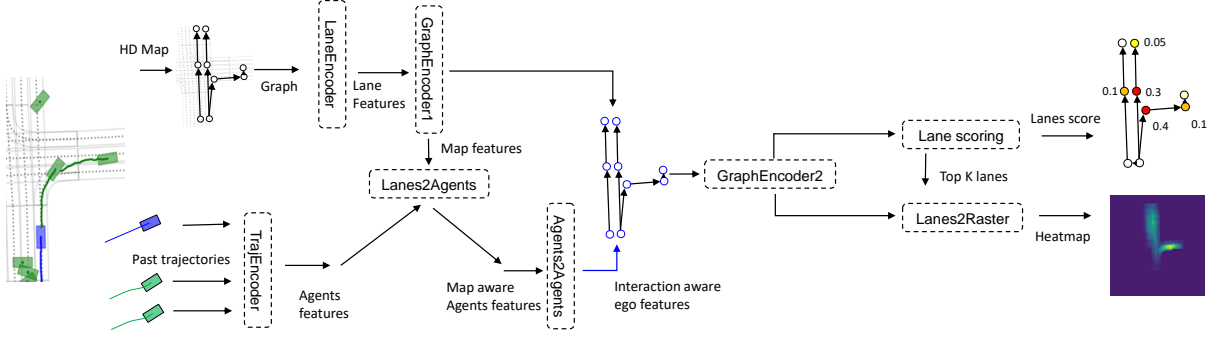 HD Map
Graph
LaneEncoder
Lane
Features
GraphEncoder1
Map features
Lanes2Agents
Past trajectories
TrajEncoder
Agents
features
Map aware
Agents features
Agents2Agents
Interaction aware
ego features
GraphEncoder2
Lane scoring
Top K lanes
Lanes2Raster
Lanes score
Heatmap
0.05
0.1
0.3
0.4
0.1